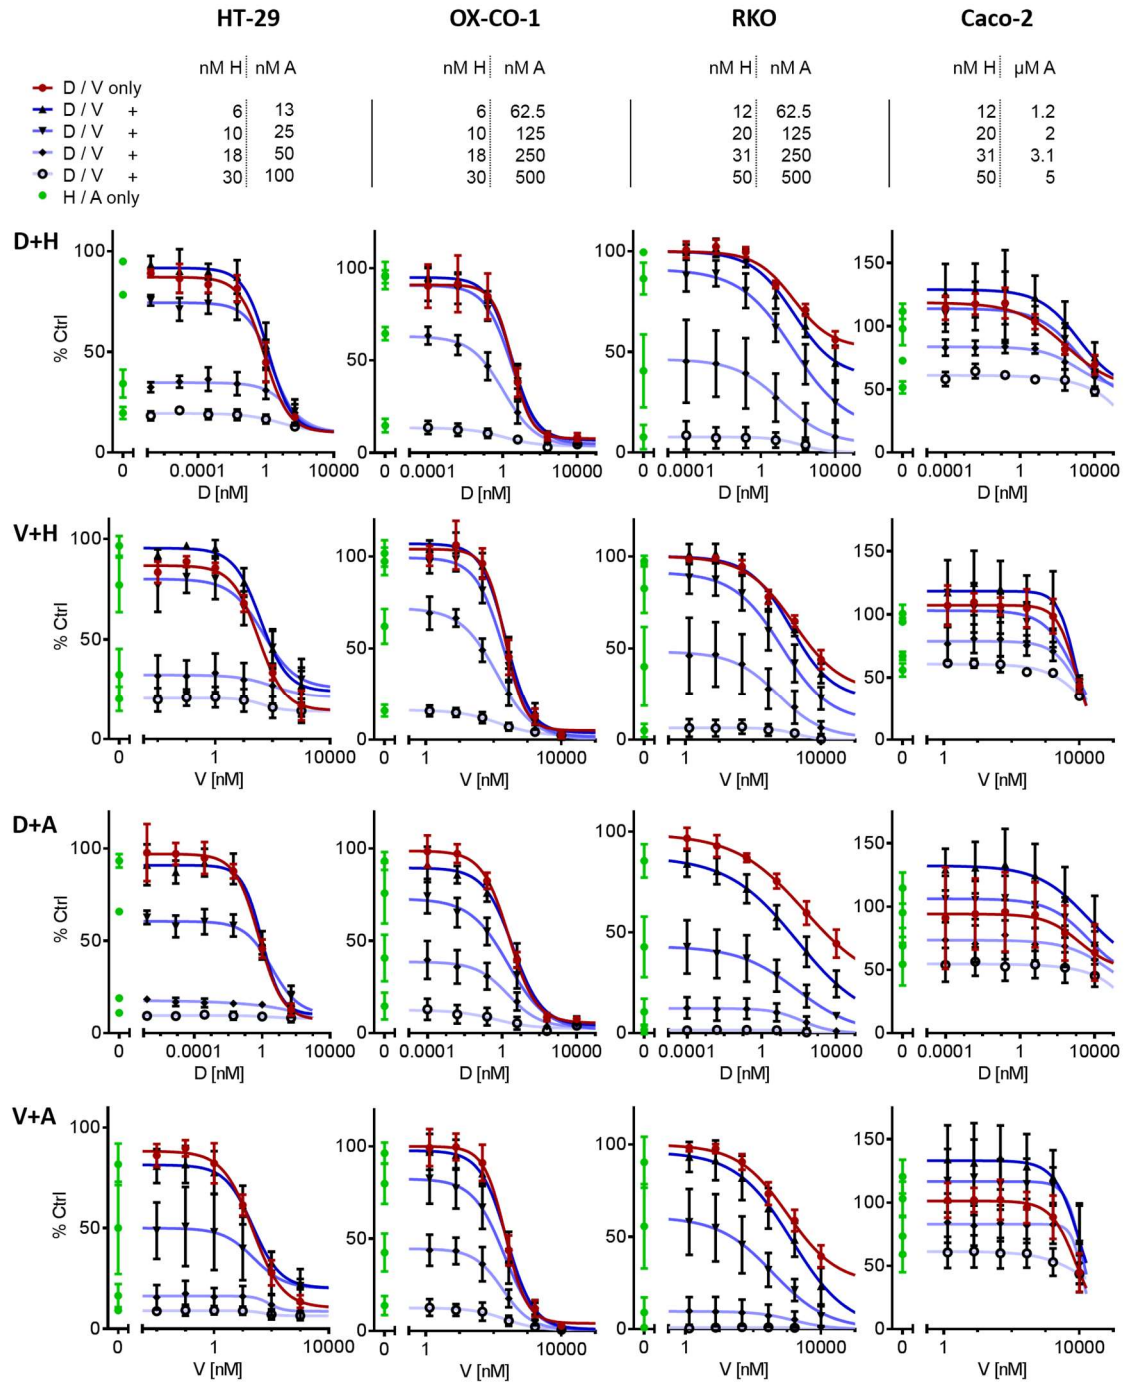 HT-29 OX-CO-1 RKO Caco-2
nM H nM A nM H nM A nM H nM A nM H µM A
D / V only
D / V + 6 13 6 62.5 12 62.5 12 1.2
D / V + 10 25 10 125 20 125 20 2
D / V + 18 50 18 250 31 250 31 3.1
D / V + 30 100 30 500 50 500 50 5
H / A only
D+H
% Ctrl
100 50 0
100 50 0
100 50 0
150 100 50 0
0 0.0001 1 10000 0 0.0001 1 10000 0 0.0001 1 10000 0 0.0001 1 10000
D [nM] D [nM] D [nM] D [nM]
V+H
% Ctrl
100 50 0
100 50 0
100 50 0
150 100 50 0
0 1 10000 0 1 10000 0 1 10000 0 1 10000
V [nM] V [nM] V [nM] V [nM]
D+A
% Ctrl
100 50 0
100 50 0
100 50 0
150 100 50 0
0 0.0001 1 10000 0 0.0001 1 10000 0 0.0001 1 10000 0 0.0001 1 10000
D [nM] D [nM] D [nM] D [nM]
V+A
% Ctrl
100 50 0
100 50 0
100 50 0
150 100 50 0
0 1 10000 0 1 10000 0 1 10000 0 1 10000
V [nM] V [nM] V [nM] V [nM]